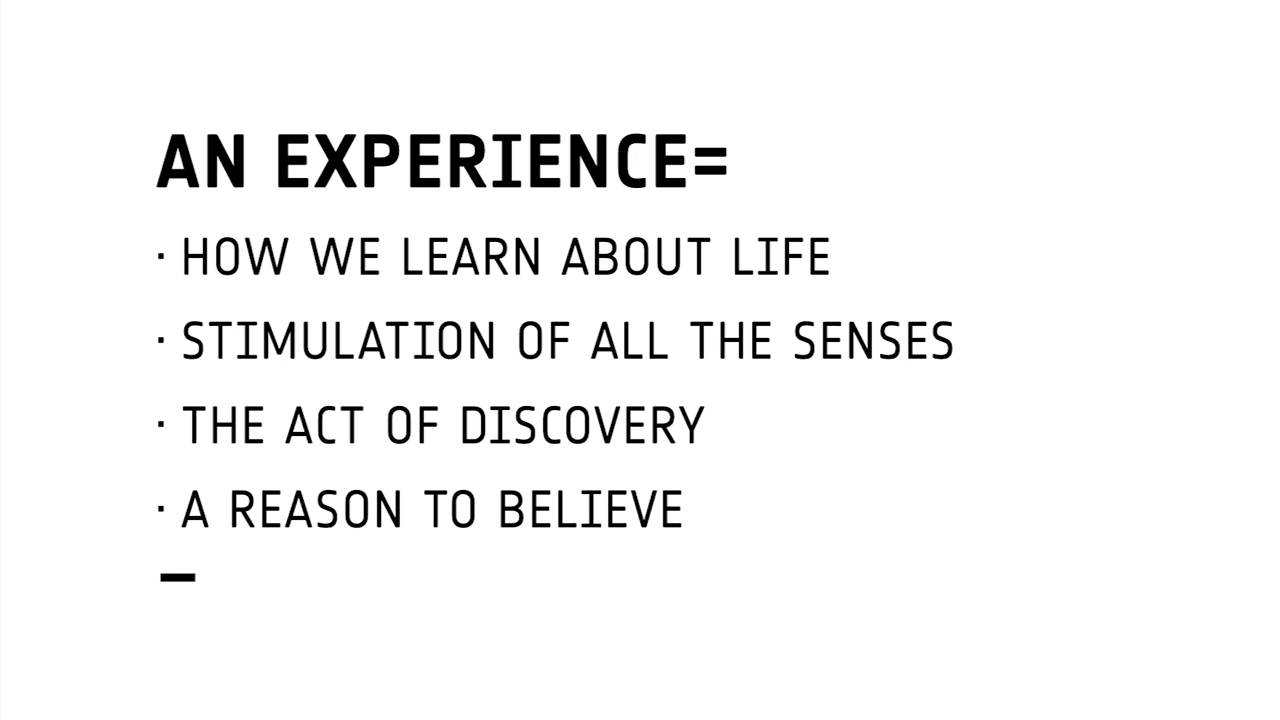 AN EXPERIENCE=
· HOW WE LEARN ABOUT LIFE
· STIMULATION OF ALL THE SENSES
· THE ACT OF DISCOVERY
· A REASON TO BELIEVE
–